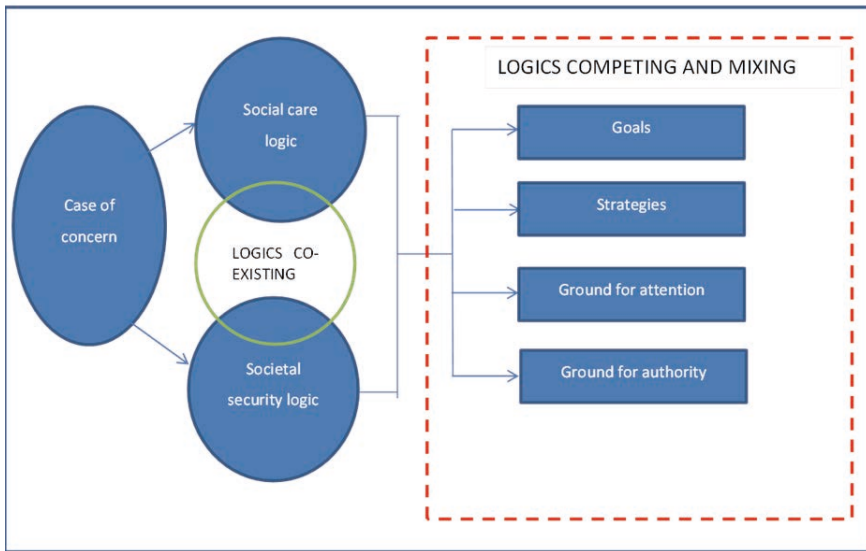 Case of
concern
Social care
logic
LOGICS CO-
EXISTING
Societal
security logic
LOGICS COMPETING AND MIXING
Goals
Strategies
Ground for attention
Ground for authority